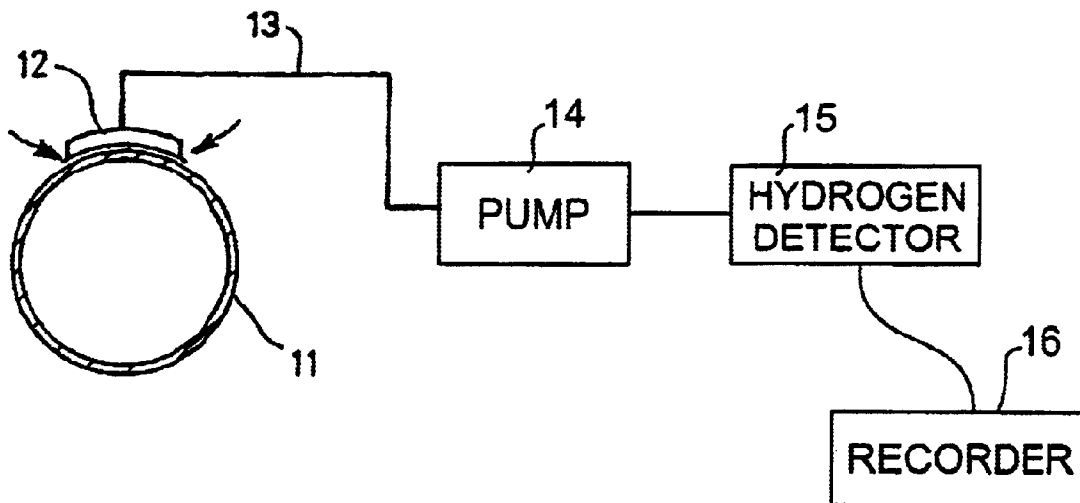 13
12
14
15
PUMP
HYDROGEN
DETECTOR
11
16
RECORDER